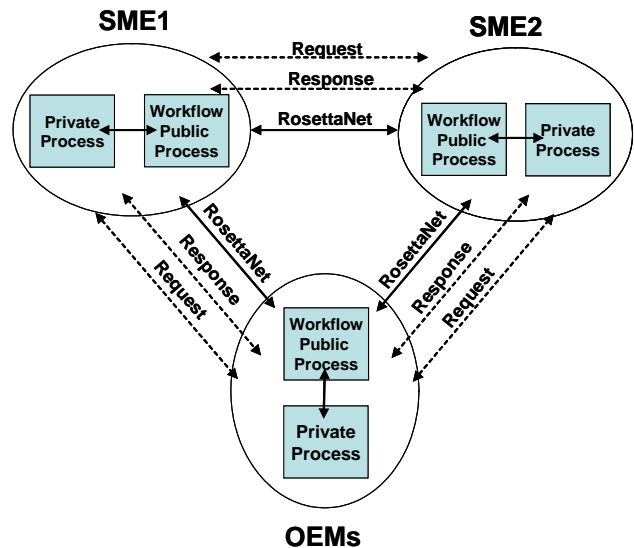 SME1
SME2
Request
Response
RosettaNet
Private
Process
Workflow
Public
Process
Workflow
Public
Process
Private
Process
RosettaNet
Response
Request
RosettaNet
Response
Request
Workflow
Public
Process
Private
Process
OEMs